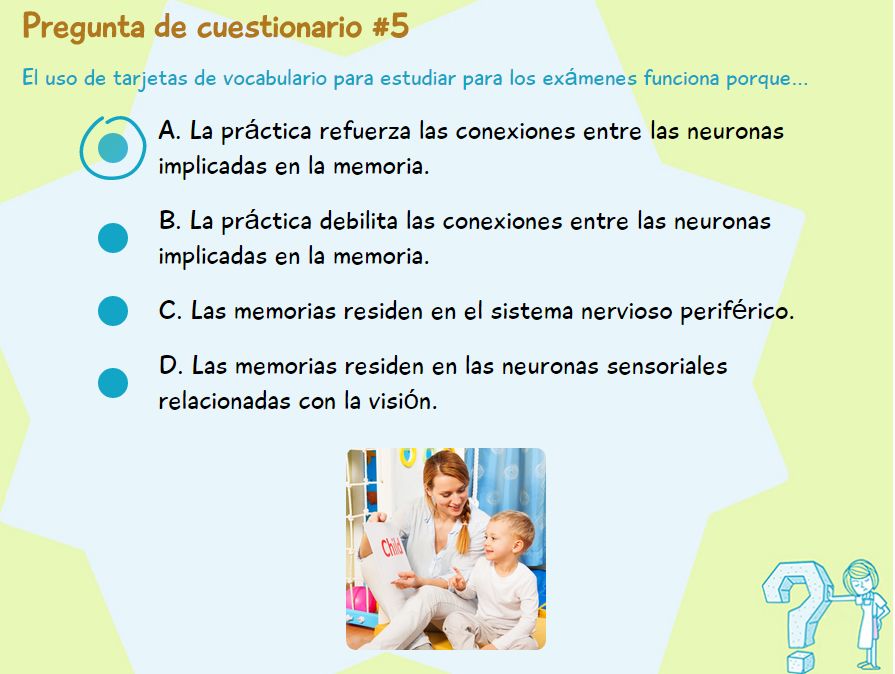 Pregunta de cuestionario #5
El uso de tarjetas de vocabulario para estudiar para los exámenes funciona porque...
A. La práctica refuerza las conexiones entre las neuronas
implicadas en la memoria.
B. La práctica debilita las conexiones entre las neuronas
implicadas en la memoria.
C. Las memorias residen en el sistema nervioso periférico.
D. Las memorias residen en las neuronas sensoriales
relacionadas con la visión.
Child